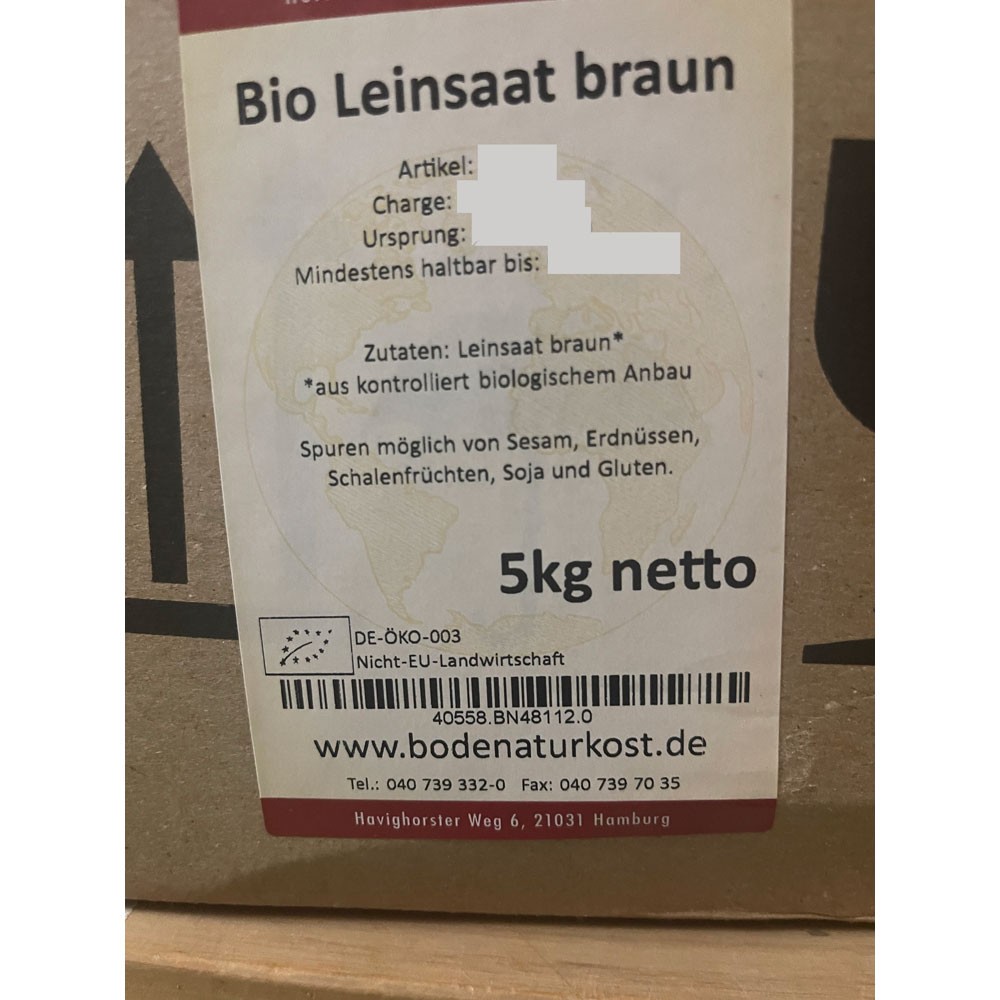 Bio Leinsaat braun
Artikel:
Charge:
Ursprung:
Mindestens haltbar bis:
Zutaten: Leinsaat braun*
*aus kontrolliert biologischem Anbau
Spuren möglich von Sesam, Erdnüssen,
Schalenfrüchten, Soja und Gluten.
5kg netto
DE-ÖKO-003
Nicht-EU-Landwirtschaft
40558.BN48112.0
www.bodenaturkost.de
Tel.: 040 739 332-0 Fax: 040 739 70 35
Havighorster Weg 6, 21031 Hamburg